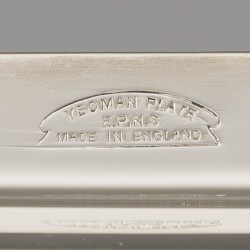 YEOMAN PLATE
E.P.N.S
MADE IN ENGLAND